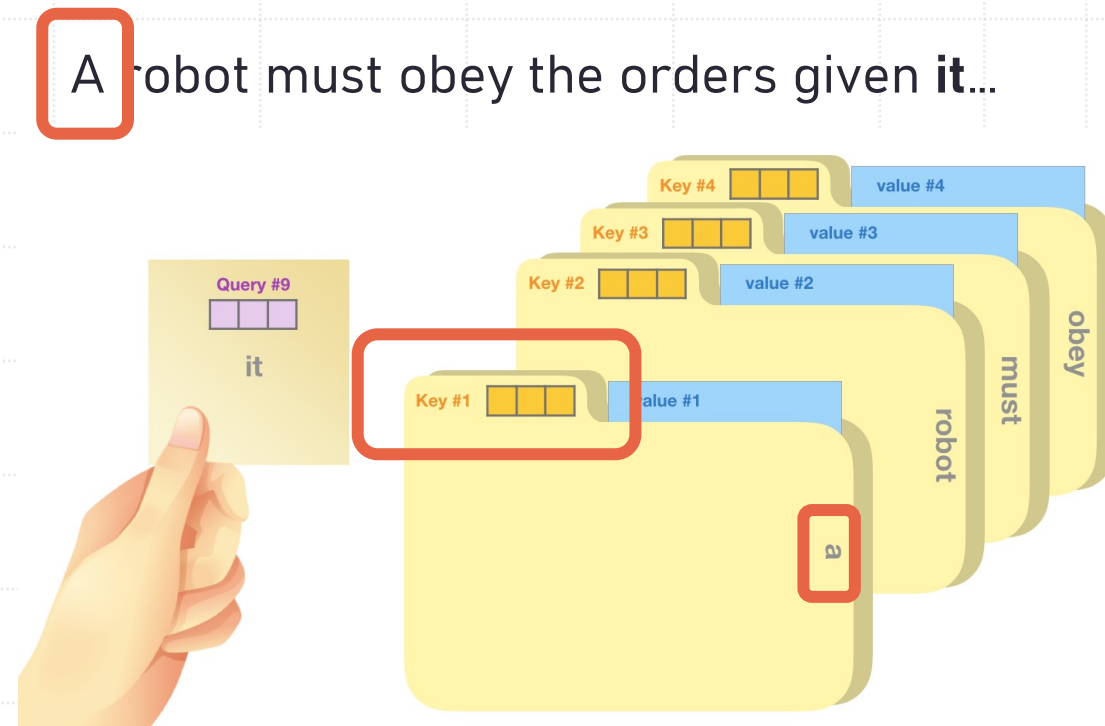 A robot must obey the orders given it...
Key #4 value #4
Key #3 value #3
Query #9
Key #2 value #2
it
obey
must
Key #1 value #1
robot
a